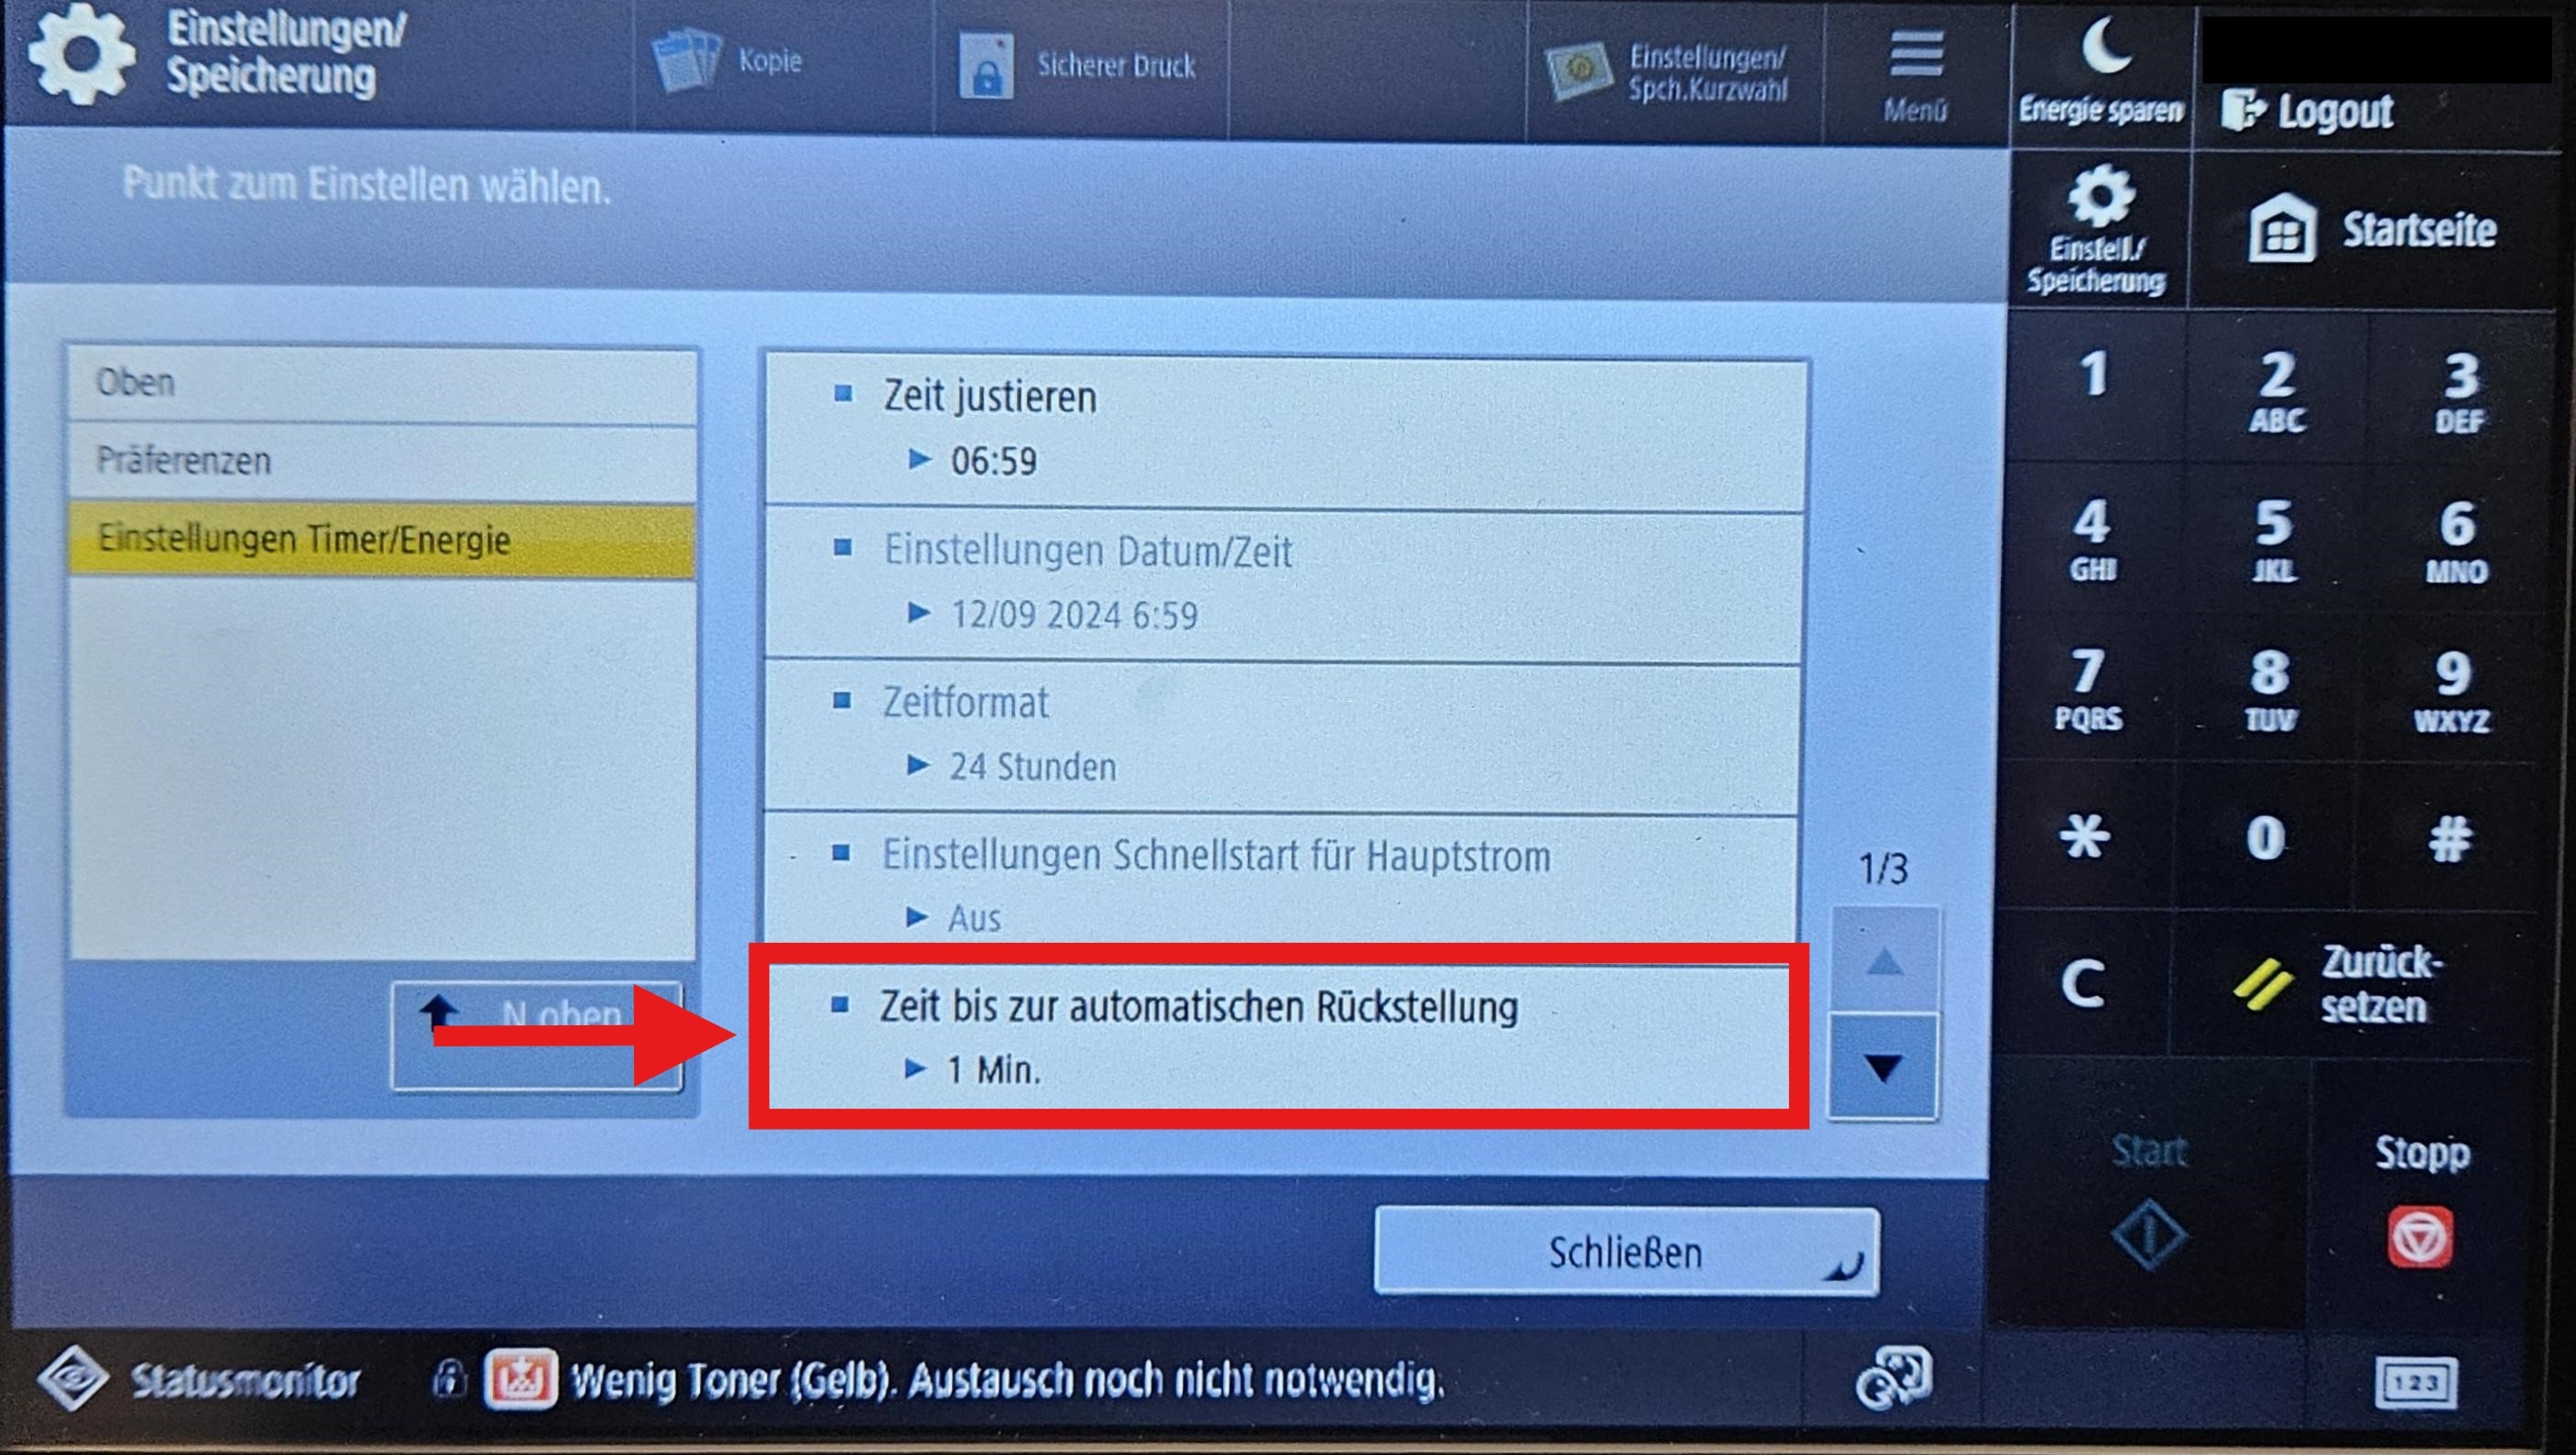 Einstellungen/
Speicherung
Kopie
Sicherer Druck
Einstellungen/
Spch.Kurzwahl
Menü
Energie sparen
Logout
Punkt zum Einstellen wählen.
Einstell./
Speicherung
Startseite
Oben
Präferenzen
Einstellungen Timer/Energie
N.oben
Zeit justieren
06:59
Einstellungen Datum/Zeit
12/09 2024 6:59
Zeitformat
24 Stunden
Einstellungen Schnellstart für Hauptstrom
Aus
Zeit bis zur automatischen Rückstellung
1 Min.
1/3
Schließen
1
2
ABC
3
DEF
4
GHI
5
JKL
6
MNO
7
PQRS
8
TUV
9
WXYZ
*
0
#
C
Zurück-
setzen
Start
Stopp
Statusmonitor
Wenig Toner (Gelb). Austausch noch nicht notwendig.
123